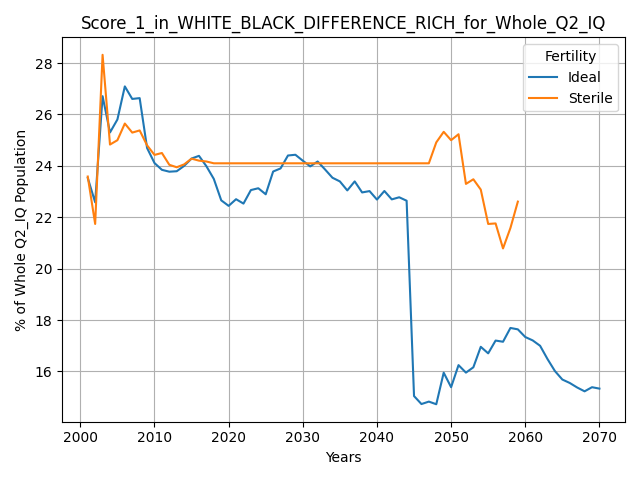 Score_1_in_WHITE_BLACK_DIFFERENCE_RICH_for_Whole_Q2_IQ
Fertility
Ideal
Sterile
% of Whole Q2_IQ Population
28
26
24
22
20
18
16
2000 2010 2020 2030 2040 2050 2060 2070
Years